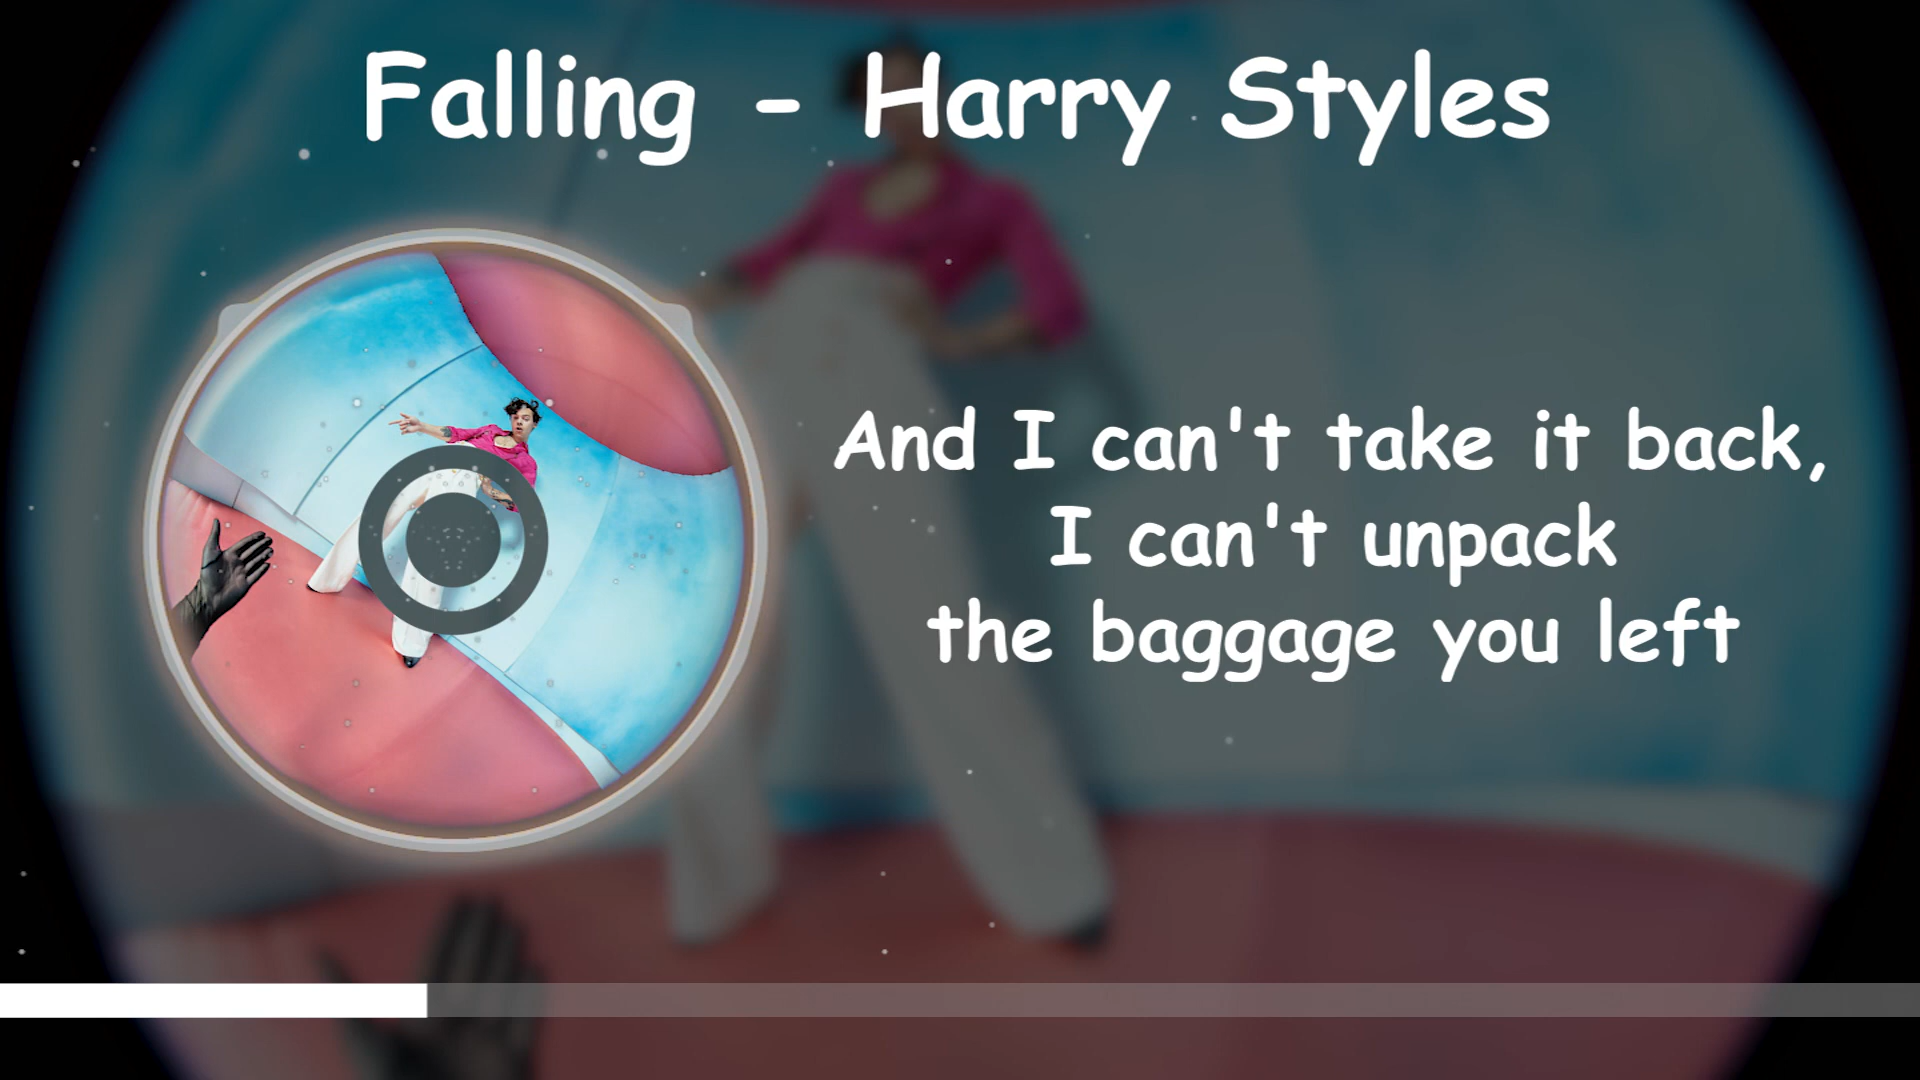 Falling - Harry Styles
And I can't take it back,
I can't unpack
the baggage you left